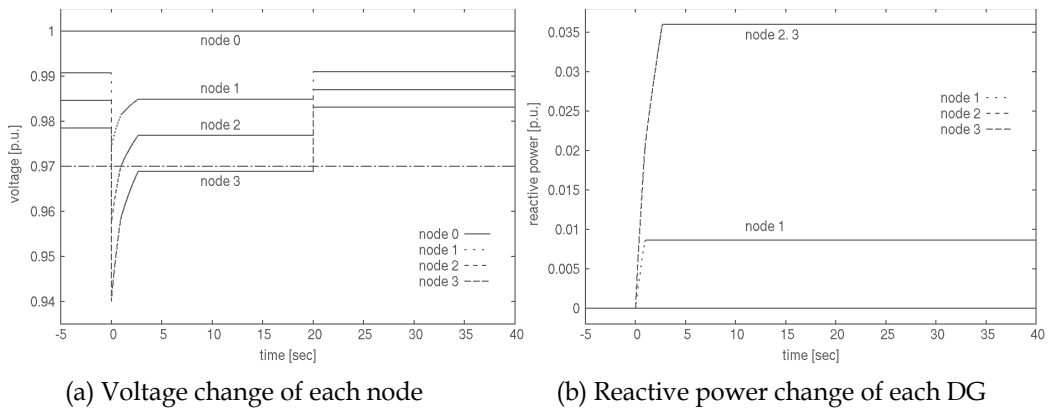 1
0.99
0.98
0.97
0.96
0.95
0.94
voltage [p.u.]
node 0
node 1
node 2
node 3
node 0
node 1
node 2
node 3
-5 0 5 10 15 20 25 30 35 40
time [sec]
(a) Voltage change of each node
0.035
0.03
0.025
0.02
0.015
0.01
0.005
0
reactive power [p.u.]
node 2. 3
node 1
node 2
node 3
node 1
-5 0 5 10 15 20 25 30 35 40
time [sec]
(b) Reactive power change of each DG